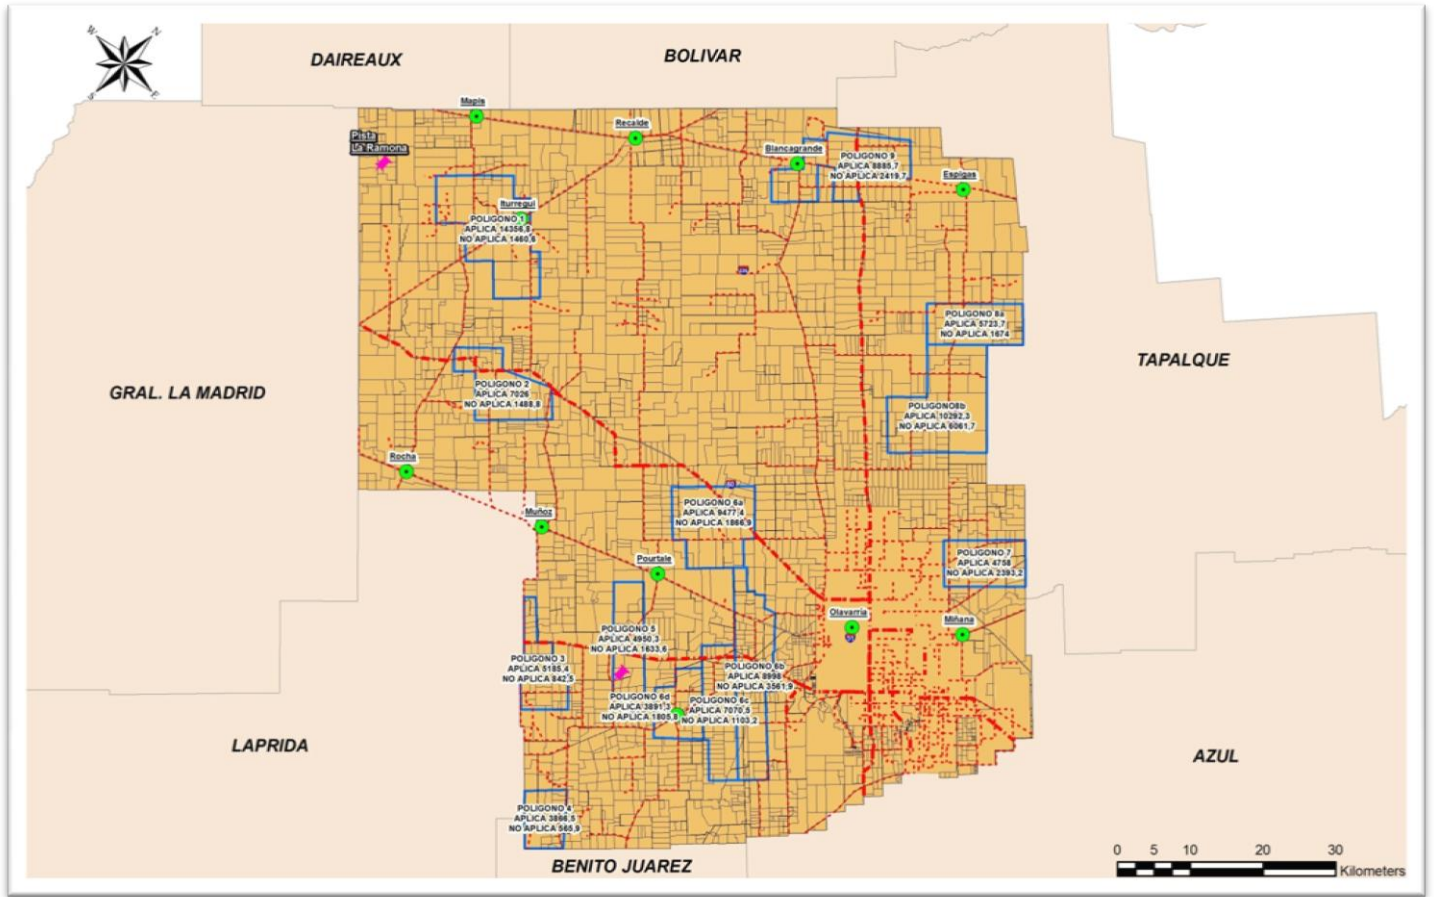 W
N
S
E
DAIREAUX
BOLIVAR
GRAL. LA MADRID
TAPALQUE
LAPRIDA
AZUL
BENITO JUAREZ
Mapis
Recalde
Pista
La Ramona
Blancagrande
POLIGONO 9
APLICA 8885,7
NO APLICA 2419,7
Espigas
Iturregui
POLIGONO 1
APLICA 14356,8
NO APLICA 1460,6
POLIGONO 8a
APLICA 5723,7
NO APLICA 1674
POLIGONO 2
APLICA 7026
NO APLICA 1488,8
POLIGONO8b
APLICA 10292,3
NO APLICA 6061,7
Rocha
Muñoz
POLIGONO 6a
APLICA 9477,4
NO APLICA 1866,9
Pourtale
POLIGONO 7
APLICA 4758
NO APLICA 2393,2
Olavarria
Miñana
POLIGONO 5
APLICA 4950,3
NO APLICA 1633,6
POLIGONO 3
APLICA 5185,4
NO APLICA 842,5
POLIGONO 6b
APLICA 8998
NO APLICA 3561,9
POLIGONO 6d
APLICA 3891,3
NO APLICA 1805,8
POLIGONO 6c
APLICA 7070,5
NO APLICA 1103,2
POLIGONO 4
APLICA 3866,5
NO APLICA 565,9
0 5 10 20 30
Kilometers